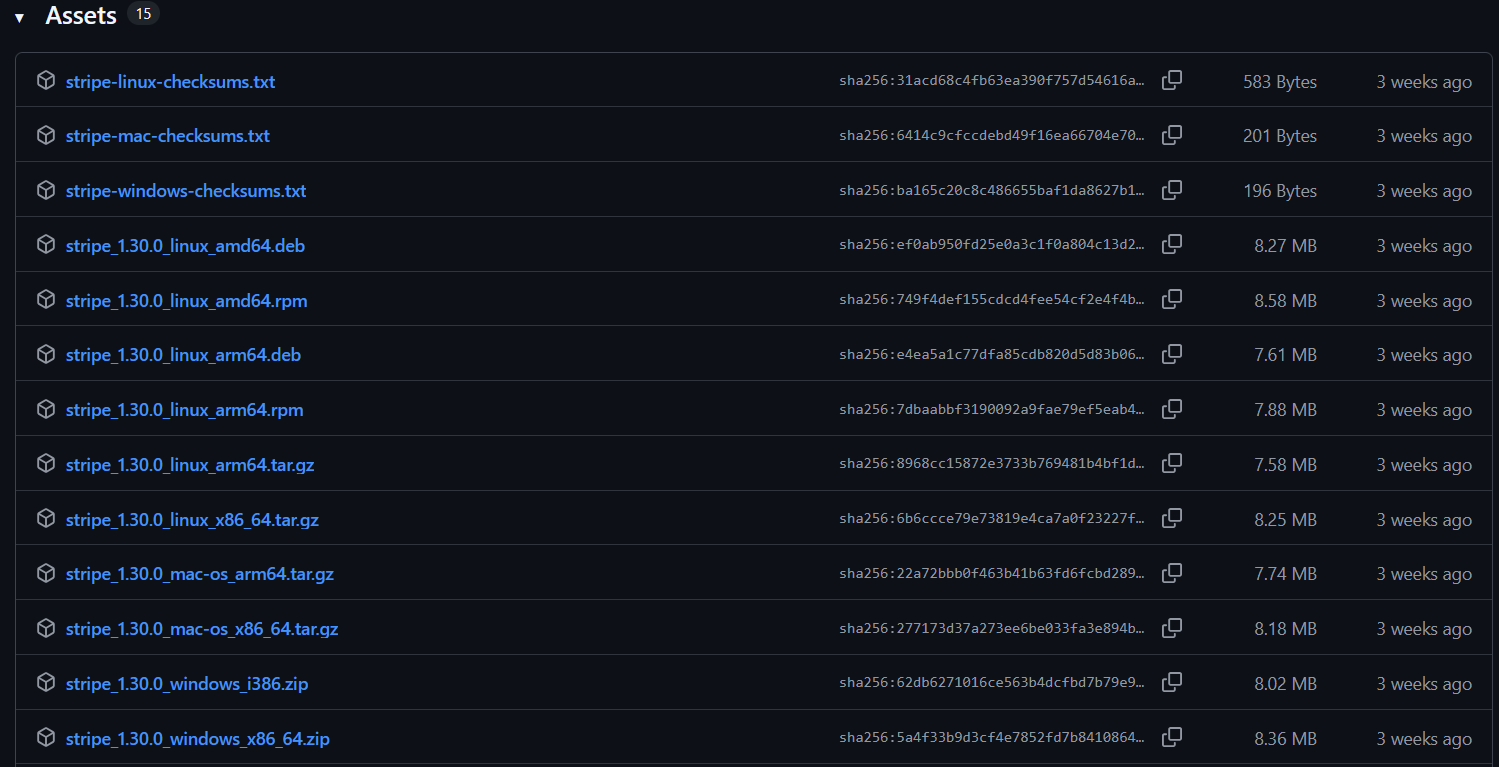 Assets 15
stripe-linux-checksums.txt sha256:31acd68c4fb63ea390f757d54616a… 583 Bytes 3 weeks ago
stripe-mac-checksums.txt sha256:6414c9cfccdebd49f16ea66704e70… 201 Bytes 3 weeks ago
stripe-windows-checksums.txt sha256:ba165c20c8c486655baf1da8627b1… 196 Bytes 3 weeks ago
stripe_1.30.0_linux_amd64.deb sha256:ef0ab950fd25e0a3c1f0a804c13d2… 8.27 MB 3 weeks ago
stripe_1.30.0_linux_amd64.rpm sha256:749f4def155cdcd4fee54cf2e4f4b… 8.58 MB 3 weeks ago
stripe_1.30.0_linux_arm64.deb sha256:e4ea5a1c77dfa85cdb820d5d83b06… 7.61 MB 3 weeks ago
stripe_1.30.0_linux_arm64.rpm sha256:7dbaabbf3190092a9fae79ef5eab4… 7.88 MB 3 weeks ago
stripe_1.30.0_linux_arm64.tar.gz sha256:8968cc15872e3733b769481b4bf1d… 7.58 MB 3 weeks ago
stripe_1.30.0_linux_x86_64.tar.gz sha256:6b6ccce79e73819e4ca7a0f23227f… 8.25 MB 3 weeks ago
stripe_1.30.0_mac-os_arm64.tar.gz sha256:22a72bbb0f463b41b63fd6fcbd289… 7.74 MB 3 weeks ago
stripe_1.30.0_mac-os_x86_64.tar.gz sha256:277173d37a273ee6be033fa3e894b… 8.18 MB 3 weeks ago
stripe_1.30.0_windows_i386.zip sha256:62db6271016ce563b4dcfbd7b79e9… 8.02 MB 3 weeks ago
stripe_1.30.0_windows_x86_64.zip sha256:5a4f33b9d3cf4e7852fd7b8410864… 8.36 MB 3 weeks ago